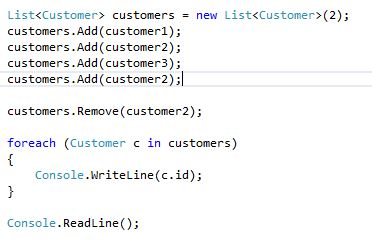 List<Customer> customers = new List<Customer>(2);
customers.Add(customer1);
customers.Add(customer2);
customers.Add(customer3);
customers.Add(customer2);
customers.Remove(customer2);
foreach (Customer c in customers)
{
    Console.WriteLine(c.id);
}
Console.ReadLine();